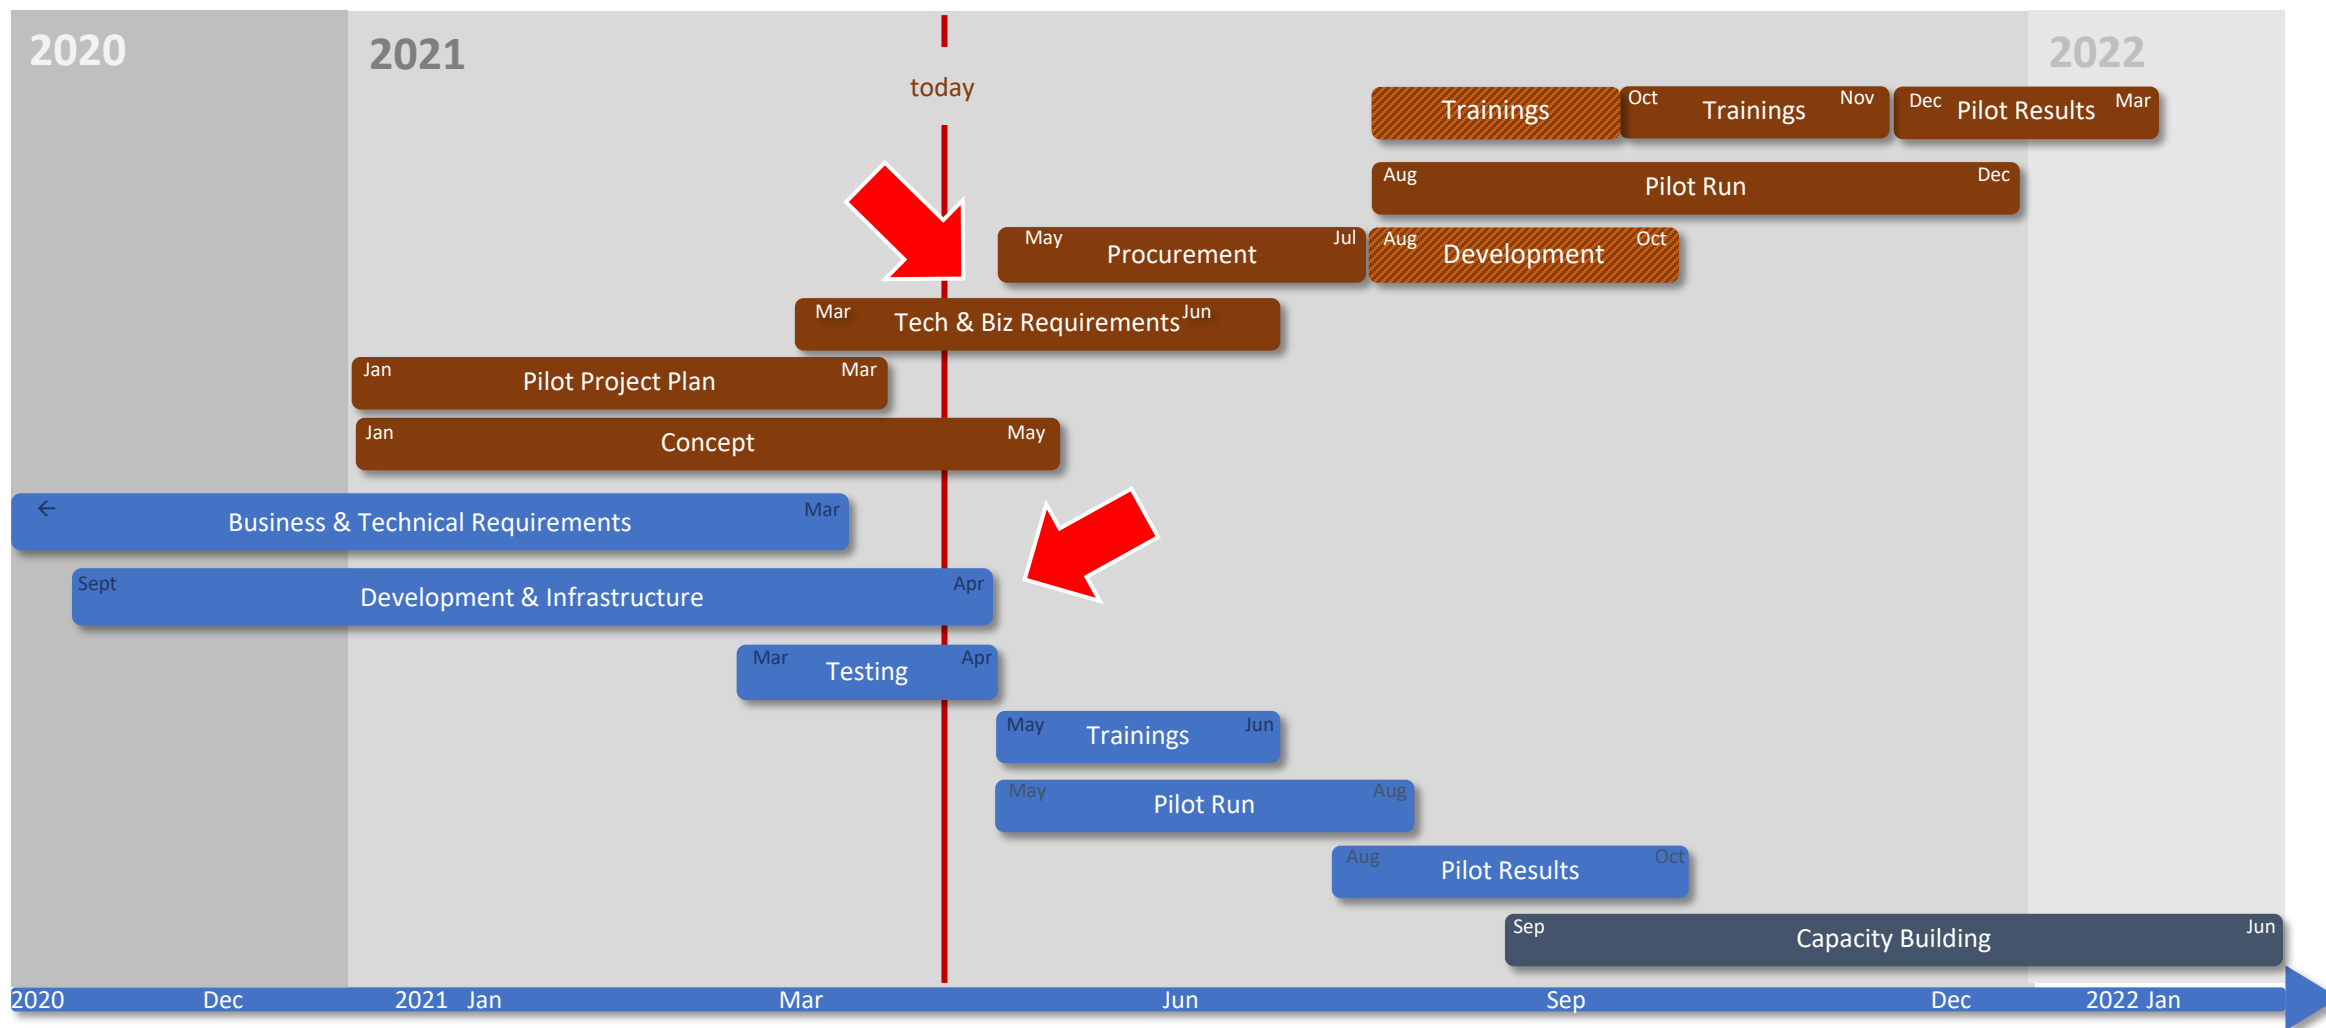 2020
2021
2022
today
Trainings
Oct Trainings Nov
Dec Pilot Results Mar
Aug Pilot Run Dec
May Procurement Jul
Aug Development Oct
Mar Tech & Biz Requirements Jun
Jan Pilot Project Plan Mar
Jan Concept May
← Business & Technical Requirements Mar
Sept Development & Infrastructure Apr
Mar Testing Apr
May Trainings Jun
May Pilot Run Aug
Aug Pilot Results Oct
Sep Capacity Building Jun
2020 Dec 2021 Jan Mar Jun Sep Dec 2022 Jan